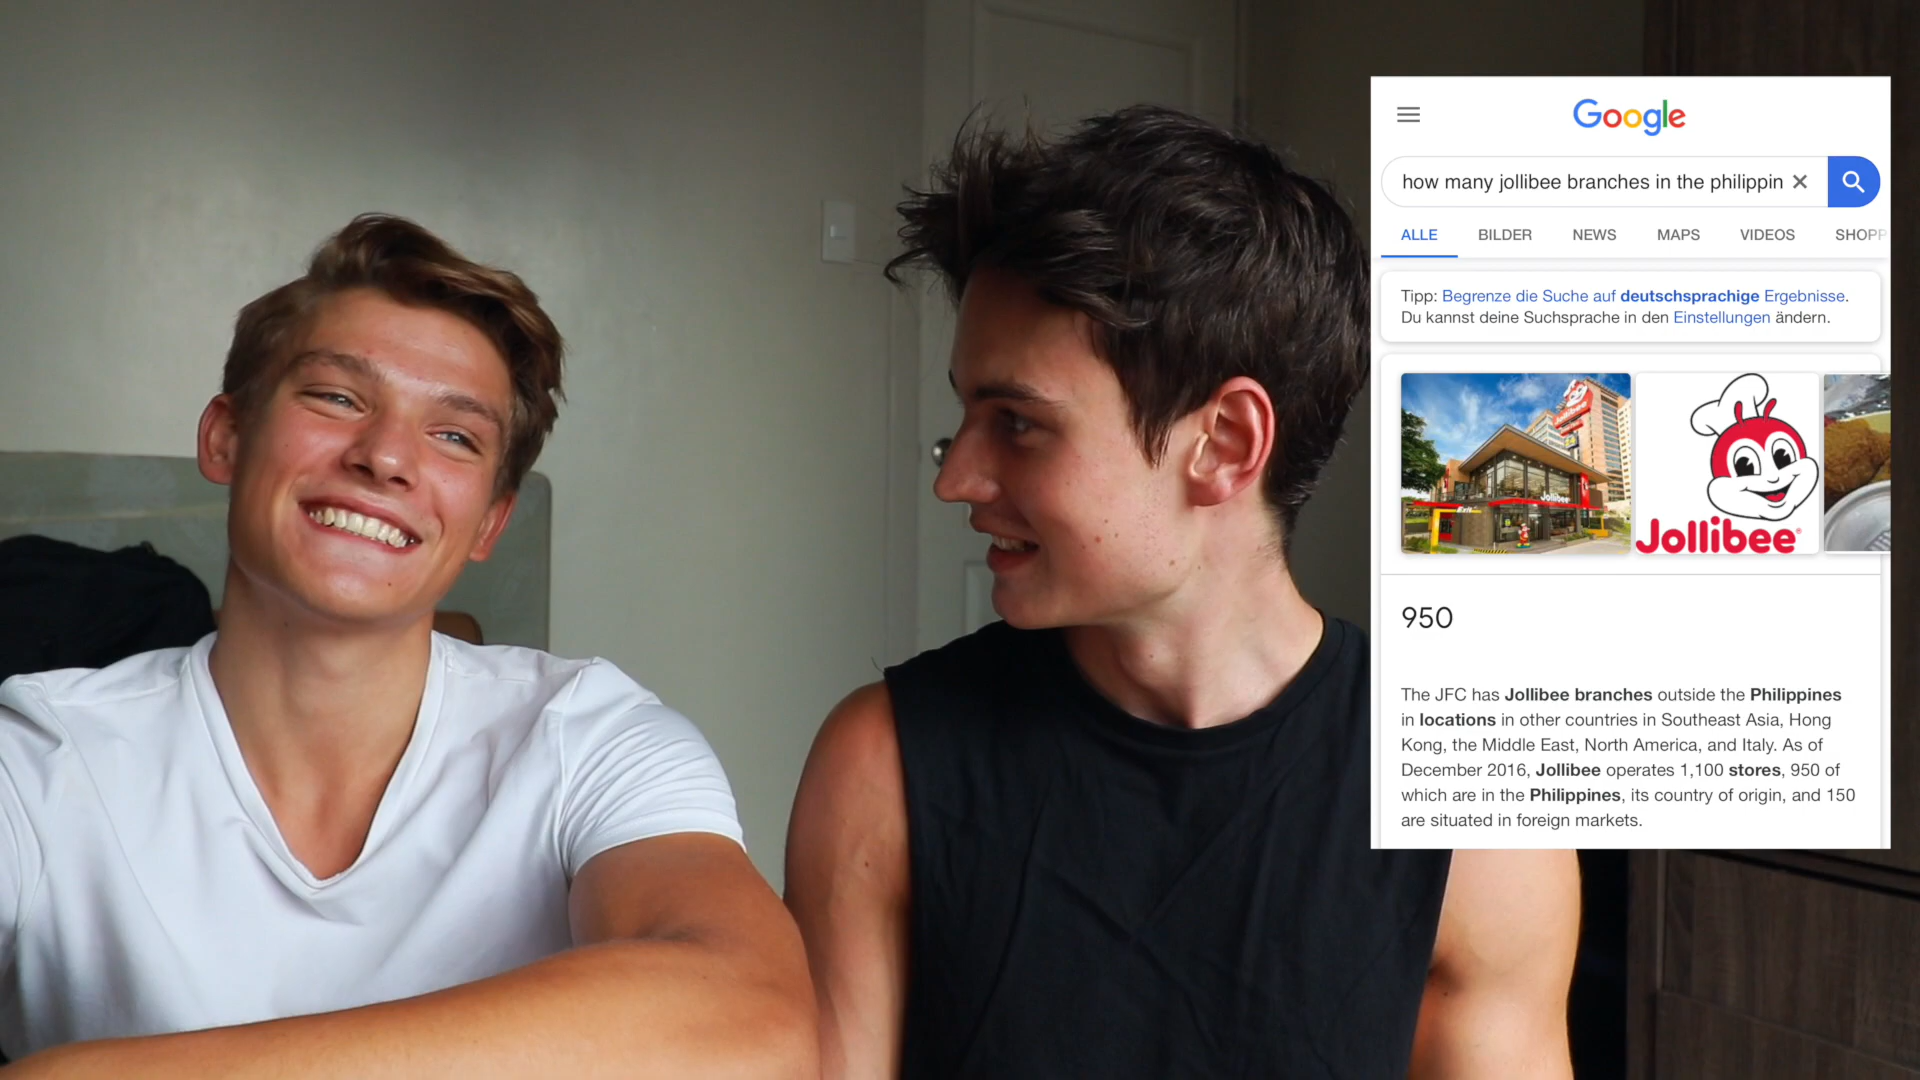 Google
how many jollibee branches in the philippin
ALLE BILDER NEWS MAPS VIDEOS SHOPP
Tipp: Begrenze die Suche auf deutschsprachige Ergebnisse.
Du kannst deine Suchsprache in den Einstellungen ändern.
Jollibee
Jollibee
Exit
Jollibee®
950
The JFC has Jollibee branches outside the Philippines
in locations in other countries in Southeast Asia, Hong
Kong, the Middle East, North America, and Italy. As of
December 2016, Jollibee operates 1,100 stores, 950 of
which are in the Philippines, its country of origin, and 150
are situated in foreign markets.